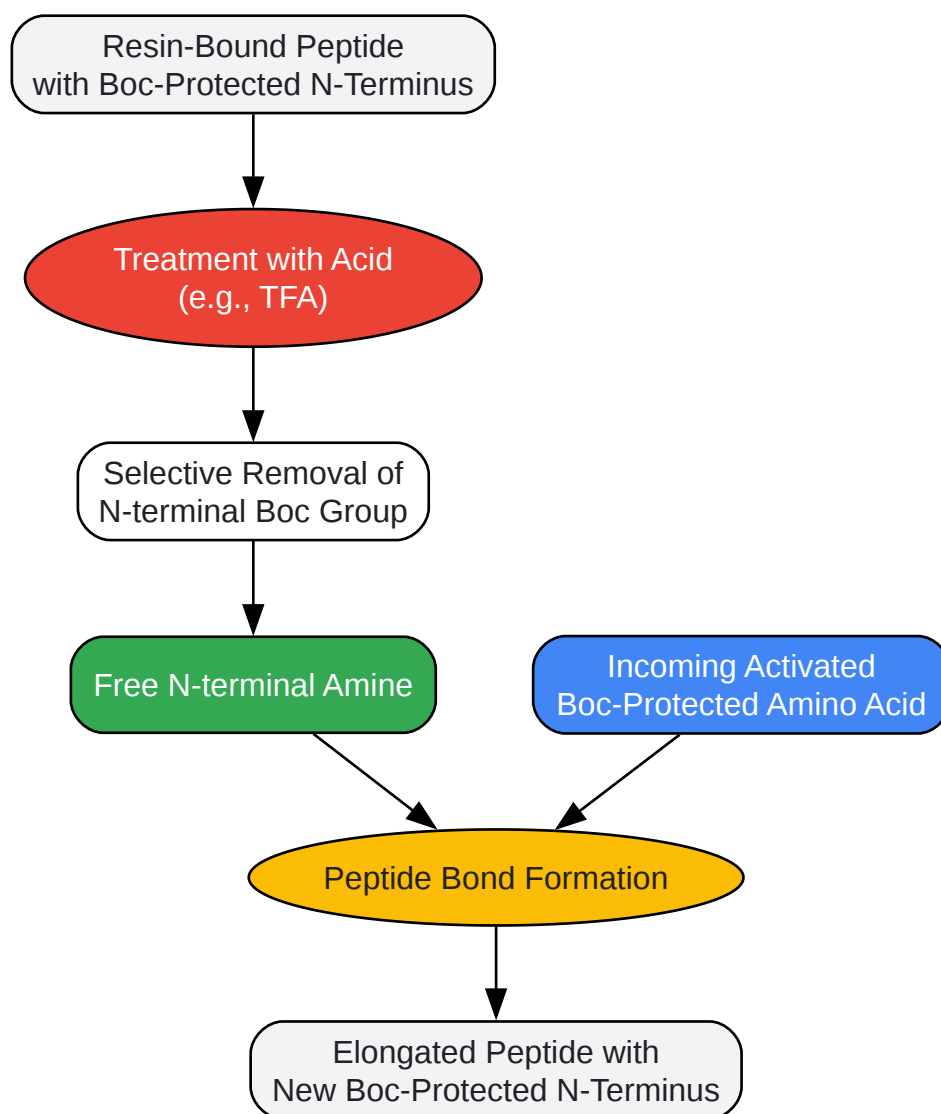 Resin-Bound Peptide
with Boc-Protected N-Terminus
Treatment with Acid
(e.g., TFA)
Selective Removal of
N-terminal Boc Group
Free N-terminal Amine
Incoming Activated
Boc-Protected Amino Acid
Peptide Bond Formation
Elongated Peptide with
New Boc-Protected N-Terminus